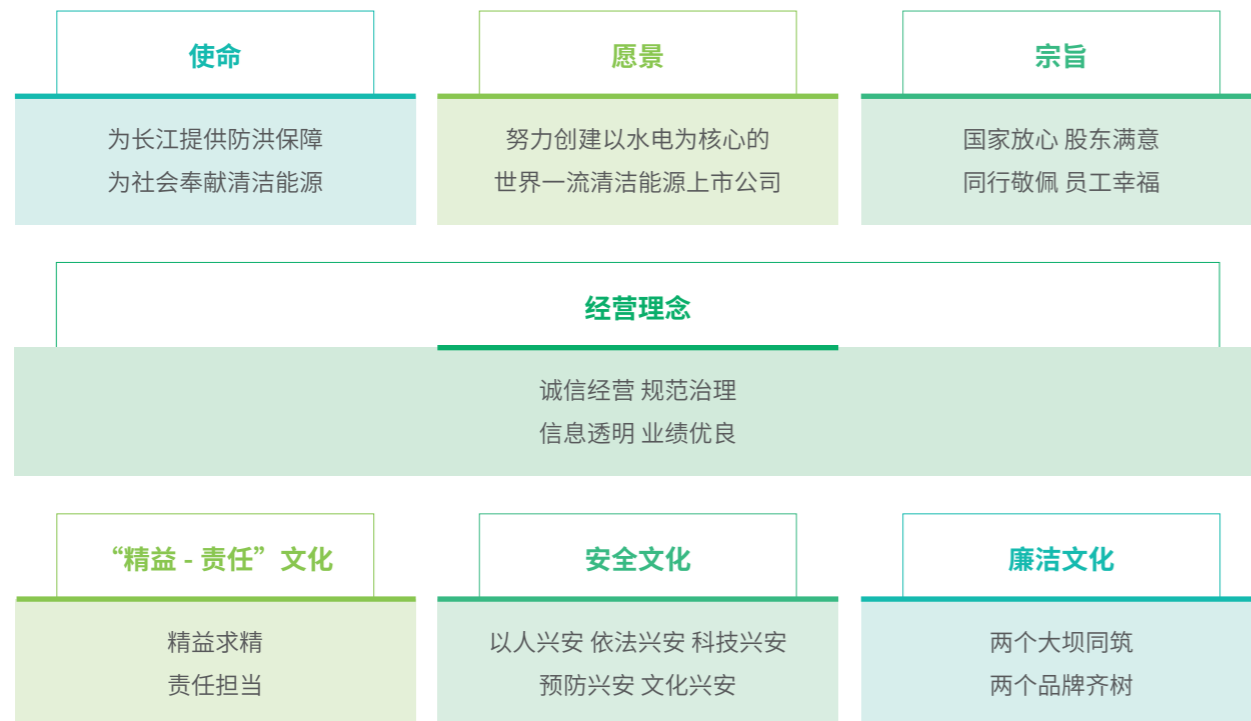 使命
为长江提供防洪保障
为社会奉献清洁能源
愿景
努力创建以水电为核心的
世界一流清洁能源上市公司
宗旨
国家放心 股东满意
同行敬佩 员工幸福
经营理念
诚信经营 规范治理
信息透明 业绩优良
“精益 - 责任”文化
精益求精
责任担当
安全文化
以人兴安 依法兴安 科技兴安
预防兴安 文化兴安
廉洁文化
两个大坝同筑
两个品牌齐树